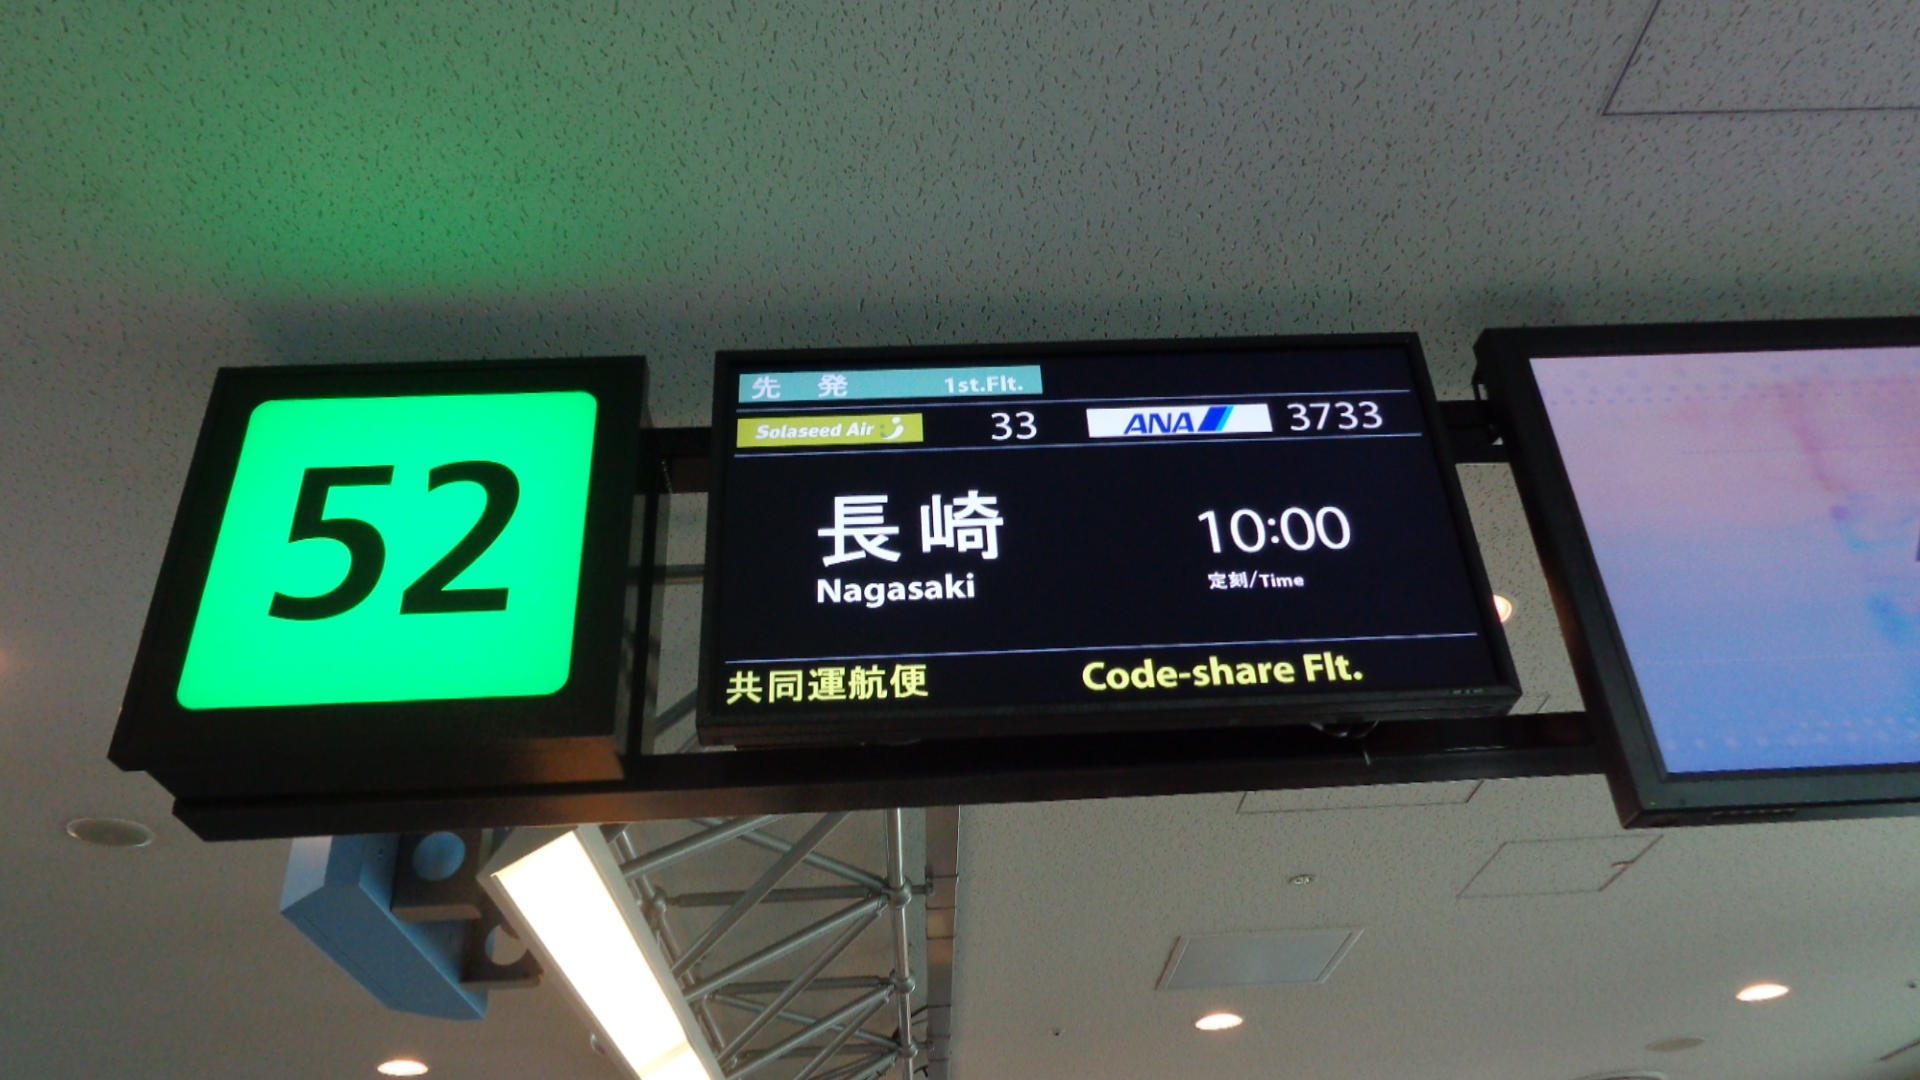 52
先 発 1st.Flt.
Solaseed Air 33 ANA 3733
長崎 10:00
Nagasaki 定刻/Time
共同運航便 Code-share Flt.